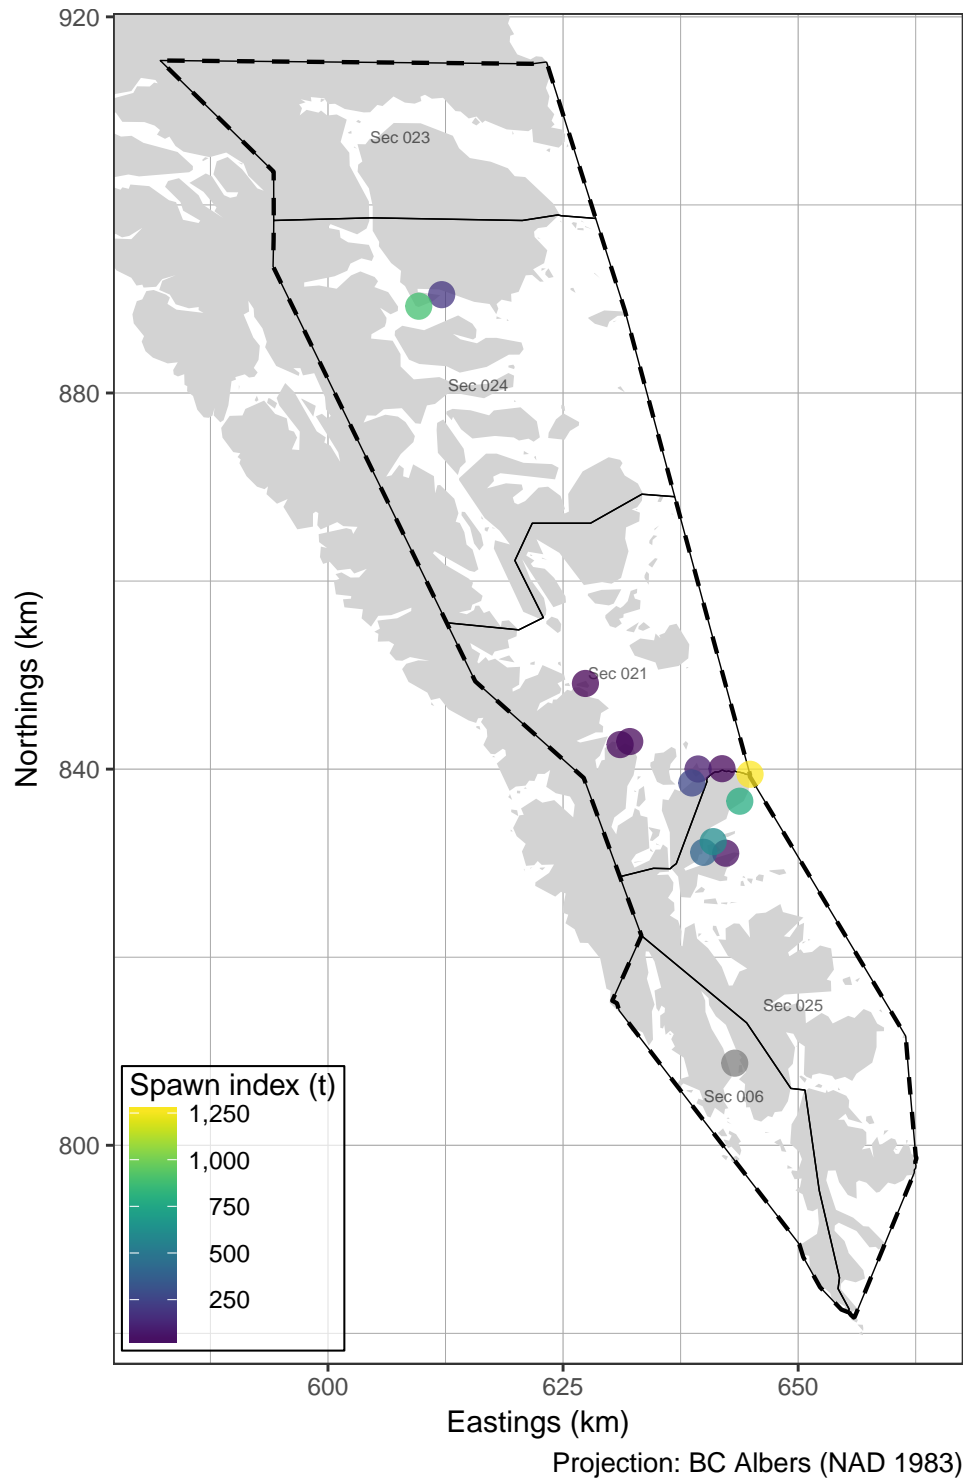 920
880
840
800
Northings (km)
Sec 023
Sec 024
Sec 021
Sec 025
Sec 006
Spawn index (t)
1,250
1,000
750
500
250
600
625
650
Eastings (km)
Projection: BC Albers (NAD 1983)